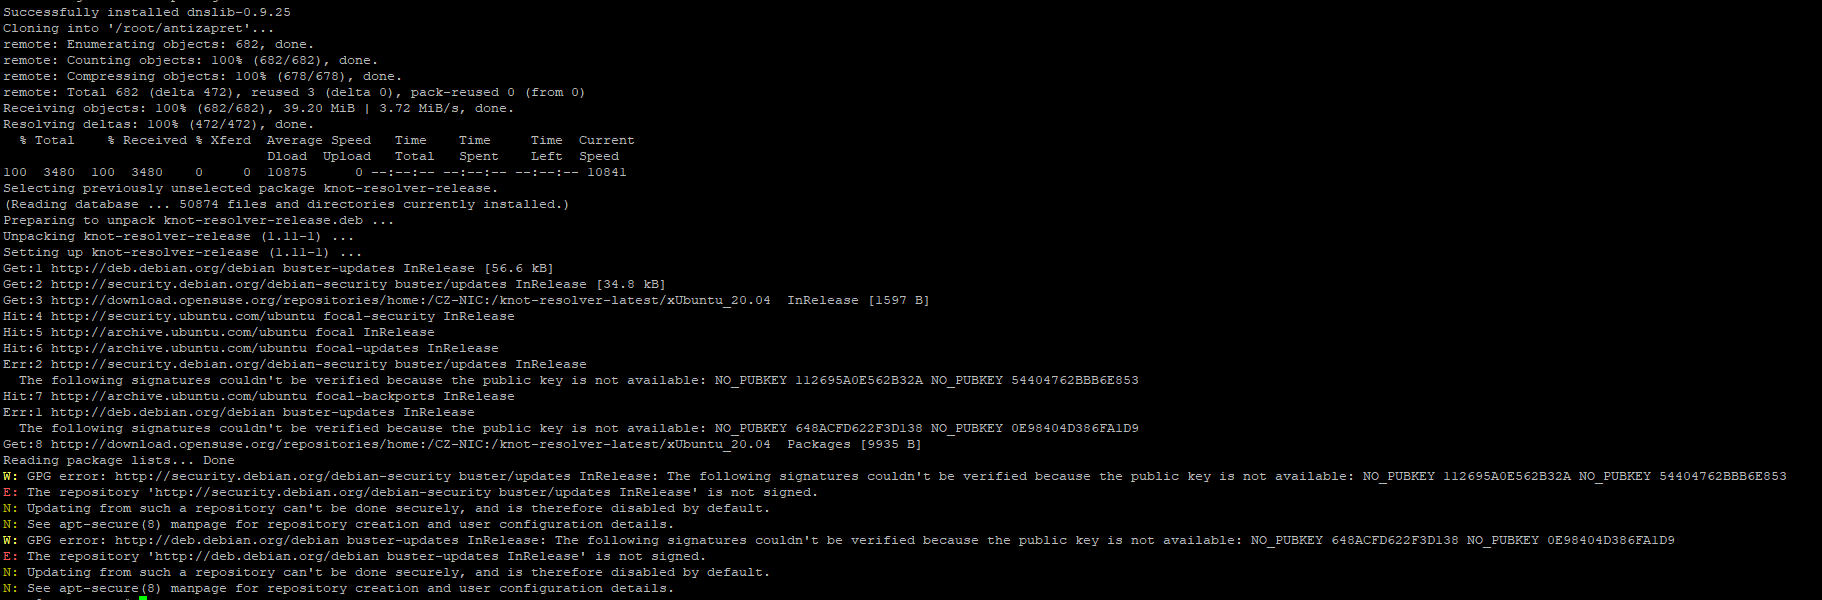 Successfully installed dnslib-0.9.25
Cloning into '/root/antizapret'...
remote: Enumerating objects: 682, done.
remote: Counting objects: 100% (682/682), done.
remote: Compressing objects: 100% (678/678), done.
remote: Total 682 (delta 472), reused 3 (delta 0), pack-reused 0 (from 0)
Receiving objects: 100% (682/682), 39.20 MiB | 3.72 MiB/s, done.
Resolving deltas: 100% (472/472), done.
  % Total    % Received % Xferd  Average Speed   Time    Time     Time  Current
                                 Dload  Upload   Total   Spent    Left  Speed
100  3480  100  3480    0     0  10875      0 --:--:-- --:--:-- --:--:-- 10841
Selecting previously unselected package knot-resolver-release.
(Reading database ... 50874 files and directories currently installed.)
Preparing to unpack knot-resolver-release.deb ...
Unpacking knot-resolver-release (1.11-1) ...
Setting up knot-resolver-release (1.11-1) ...
Get:1 http://deb.debian.org/debian buster-updates InRelease [56.6 kB]
Get:2 http://security.debian.org/debian-security buster/updates InRelease [34.8 kB]
Get:3 http://download.opensuse.org/repositories/home:/CZ-NIC:/knot-resolver-latest/xUbuntu_20.04  InRelease [1597 B]
Hit:4 http://security.ubuntu.com/ubuntu focal-security InRelease
Hit:5 http://archive.ubuntu.com/ubuntu focal InRelease
Hit:6 http://archive.ubuntu.com/ubuntu focal-updates InRelease
Err:2 http://security.debian.org/debian-security buster/updates InRelease
  The following signatures couldn't be verified because the public key is not available: NO_PUBKEY 112695A0E562B32A NO_PUBKEY 54404762BBB6E853
Hit:7 http://archive.ubuntu.com/ubuntu focal-backports InRelease
Err:1 http://deb.debian.org/debian buster-updates InRelease
  The following signatures couldn't be verified because the public key is not available: NO_PUBKEY 648ACFD622F3D138 NO_PUBKEY 0E98404D386FA1D9
Get:8 http://download.opensuse.org/repositories/home:/CZ-NIC:/knot-resolver-latest/xUbuntu_20.04  Packages [9935 B]
Reading package lists... Done
W: GPG error: http://security.debian.org/debian-security buster/updates InRelease: The following signatures couldn't be verified because the public key is not available: NO_PUBKEY 112695A0E562B32A NO_PUBKEY 54404762BBB6E853
E: The repository 'http://security.debian.org/debian-security buster/updates InRelease' is not signed.
N: Updating from such a repository can't be done securely, and is therefore disabled by default.
N: See apt-secure(8) manpage for repository creation and user configuration details.
W: GPG error: http://deb.debian.org/debian buster-updates InRelease: The following signatures couldn't be verified because the public key is not available: NO_PUBKEY 648ACFD622F3D138 NO_PUBKEY 0E98404D386FA1D9
E: The repository 'http://deb.debian.org/debian buster-updates InRelease' is not signed.
N: Updating from such a repository can't be done securely, and is therefore disabled by default.
N: See apt-secure(8) manpage for repository creation and user configuration details.